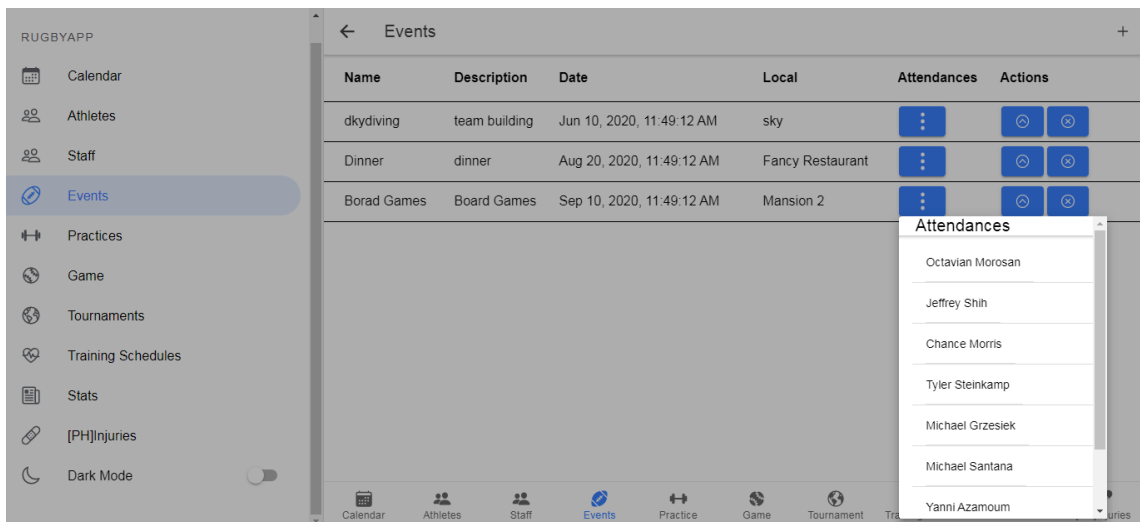 RUGBYAPP
Calendar
Athletes
Staff
Events
Practices
Game
Tournaments
Training Schedules
Stats
[PH]Injuries
Dark Mode
Events
Name Description Date Local Attendances Actions
dkydiving team building Jun 10, 2020, 11:49:12 AM sky
Dinner dinner Aug 20, 2020, 11:49:12 AM Fancy Restaurant
Borad Games Board Games Sep 10, 2020, 11:49:12 AM Mansion 2
Attendances
Octavian Morosan
Jeffrey Shih
Chance Morris
Tyler Steinkamp
Michael Grzesiek
Michael Santana
Yanni Azamoum
Calendar Athletes Staff Events Practice Game Tournament